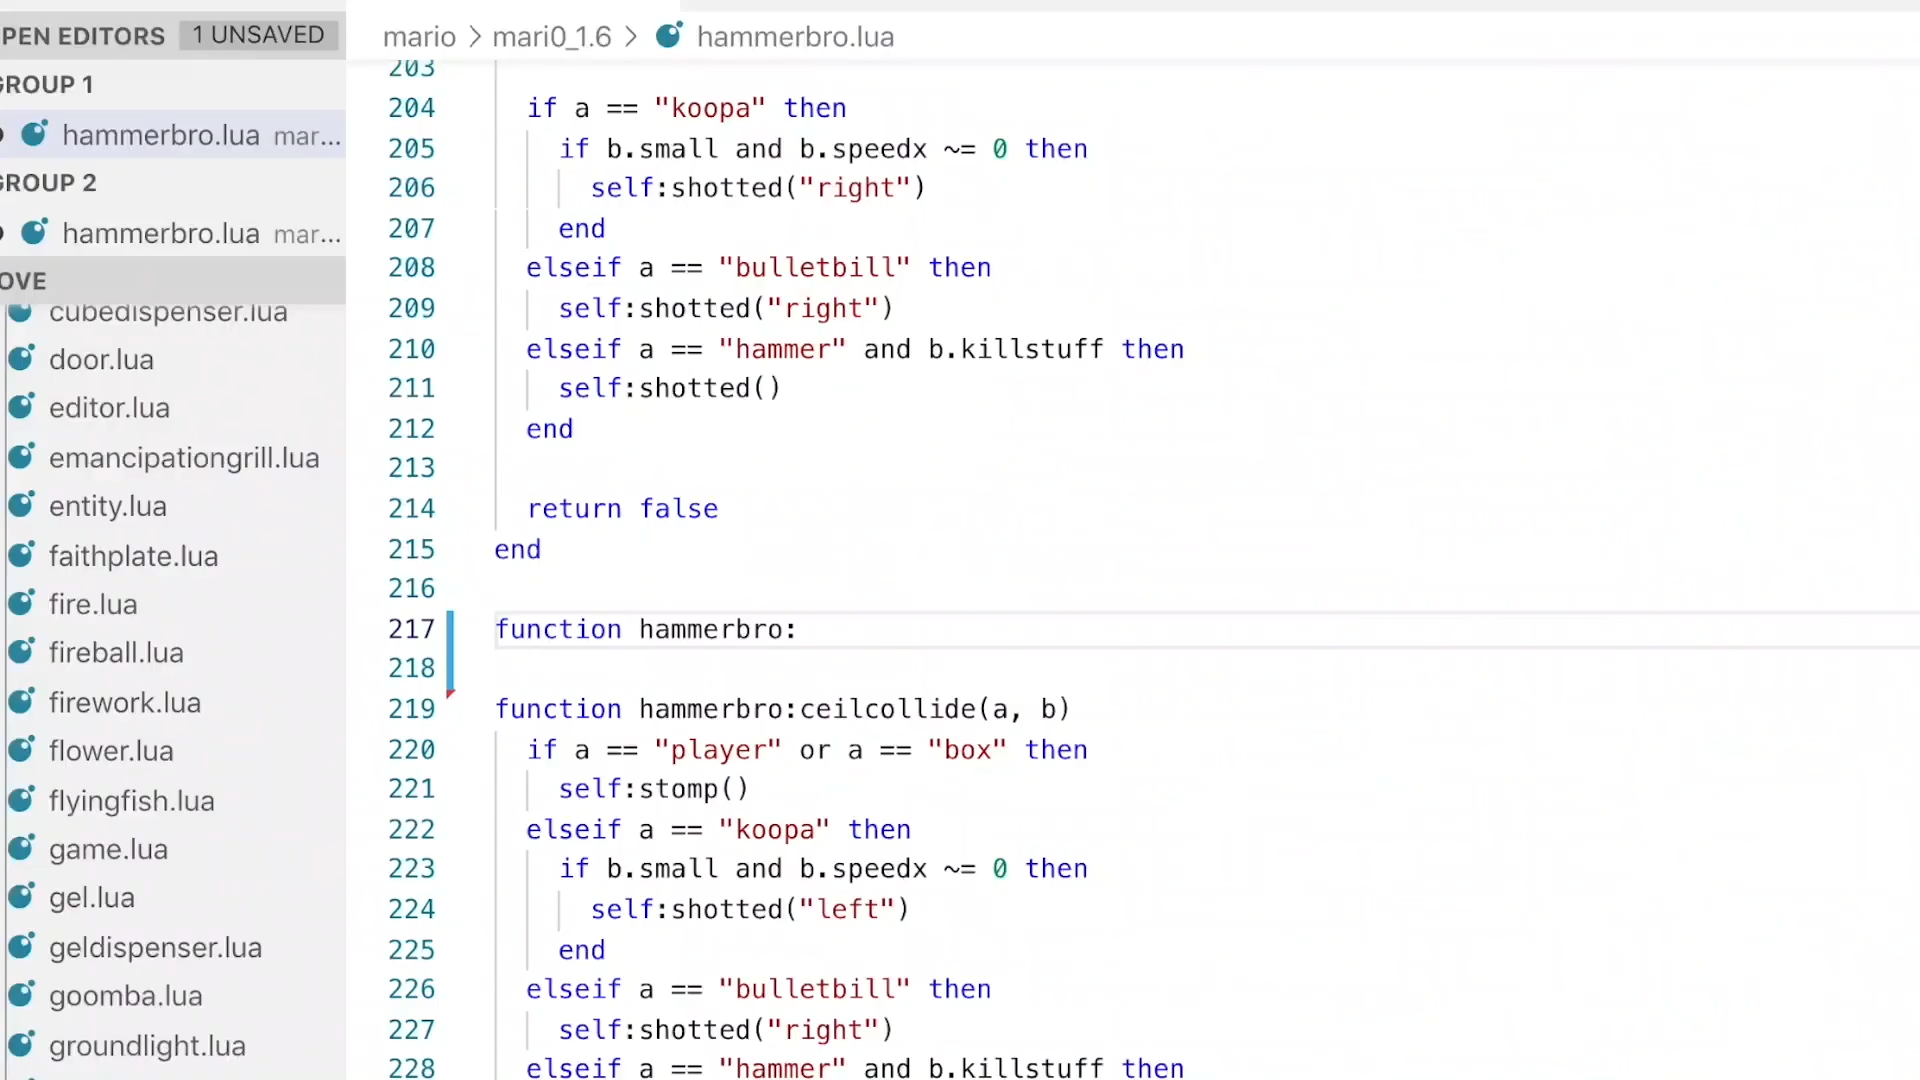 PEN EDITORS 1 UNSAVED
GROUP 1
hammerbro.lua mar...
GROUP 2
hammerbro.lua mar...
OVE
cubedispenser.lua
door.lua
editor.lua
emancipationgrill.lua
entity.lua
faithplate.lua
fire.lua
fireball.lua
firework.lua
flower.lua
flyingfish.lua
game.lua
gel.lua
geldispenser.lua
goomba.lua
groundlight.lua
mario > mari0_1.6 > hammerbro.lua
203
204 if a == "koopa" then
205 if b.small and b.speedx ~= 0 then
206 self:shotted("right")
207 end
208 elseif a == "bulletbill" then
209 self:shotted("right")
210 elseif a == "hammer" and b.killstuff then
211 self:shotted()
212 end
213
214 return false
215 end
216
217 function hammerbro:
218
219 function hammerbro:ceilcollide(a, b)
220 if a == "player" or a == "box" then
221 self:stomp()
222 elseif a == "koopa" then
223 if b.small and b.speedx ~= 0 then
224 self:shotted("left")
225 end
226 elseif a == "bulletbill" then
227 self:shotted("right")
228 elseif a == "hammer" and b.killstuff then